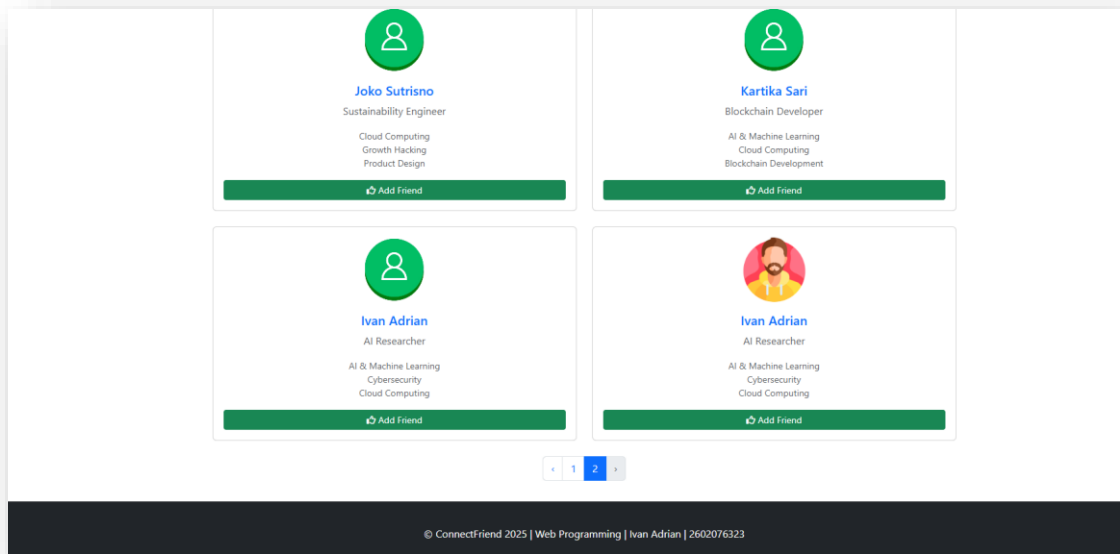 Joko Sutrisno
Sustainability Engineer
Cloud Computing
Growth Hacking
Product Design
Add Friend
Kartika Sari
Blockchain Developer
AI & Machine Learning
Cloud Computing
Blockchain Development
Add Friend
Ivan Adrian
AI Researcher
AI & Machine Learning
Cybersecurity
Cloud Computing
Add Friend
Ivan Adrian
AI Researcher
AI & Machine Learning
Cybersecurity
Cloud Computing
Add Friend
‹ 1 2 ›
© ConnectFriend 2025 | Web Programming | Ivan Adrian | 2602076323